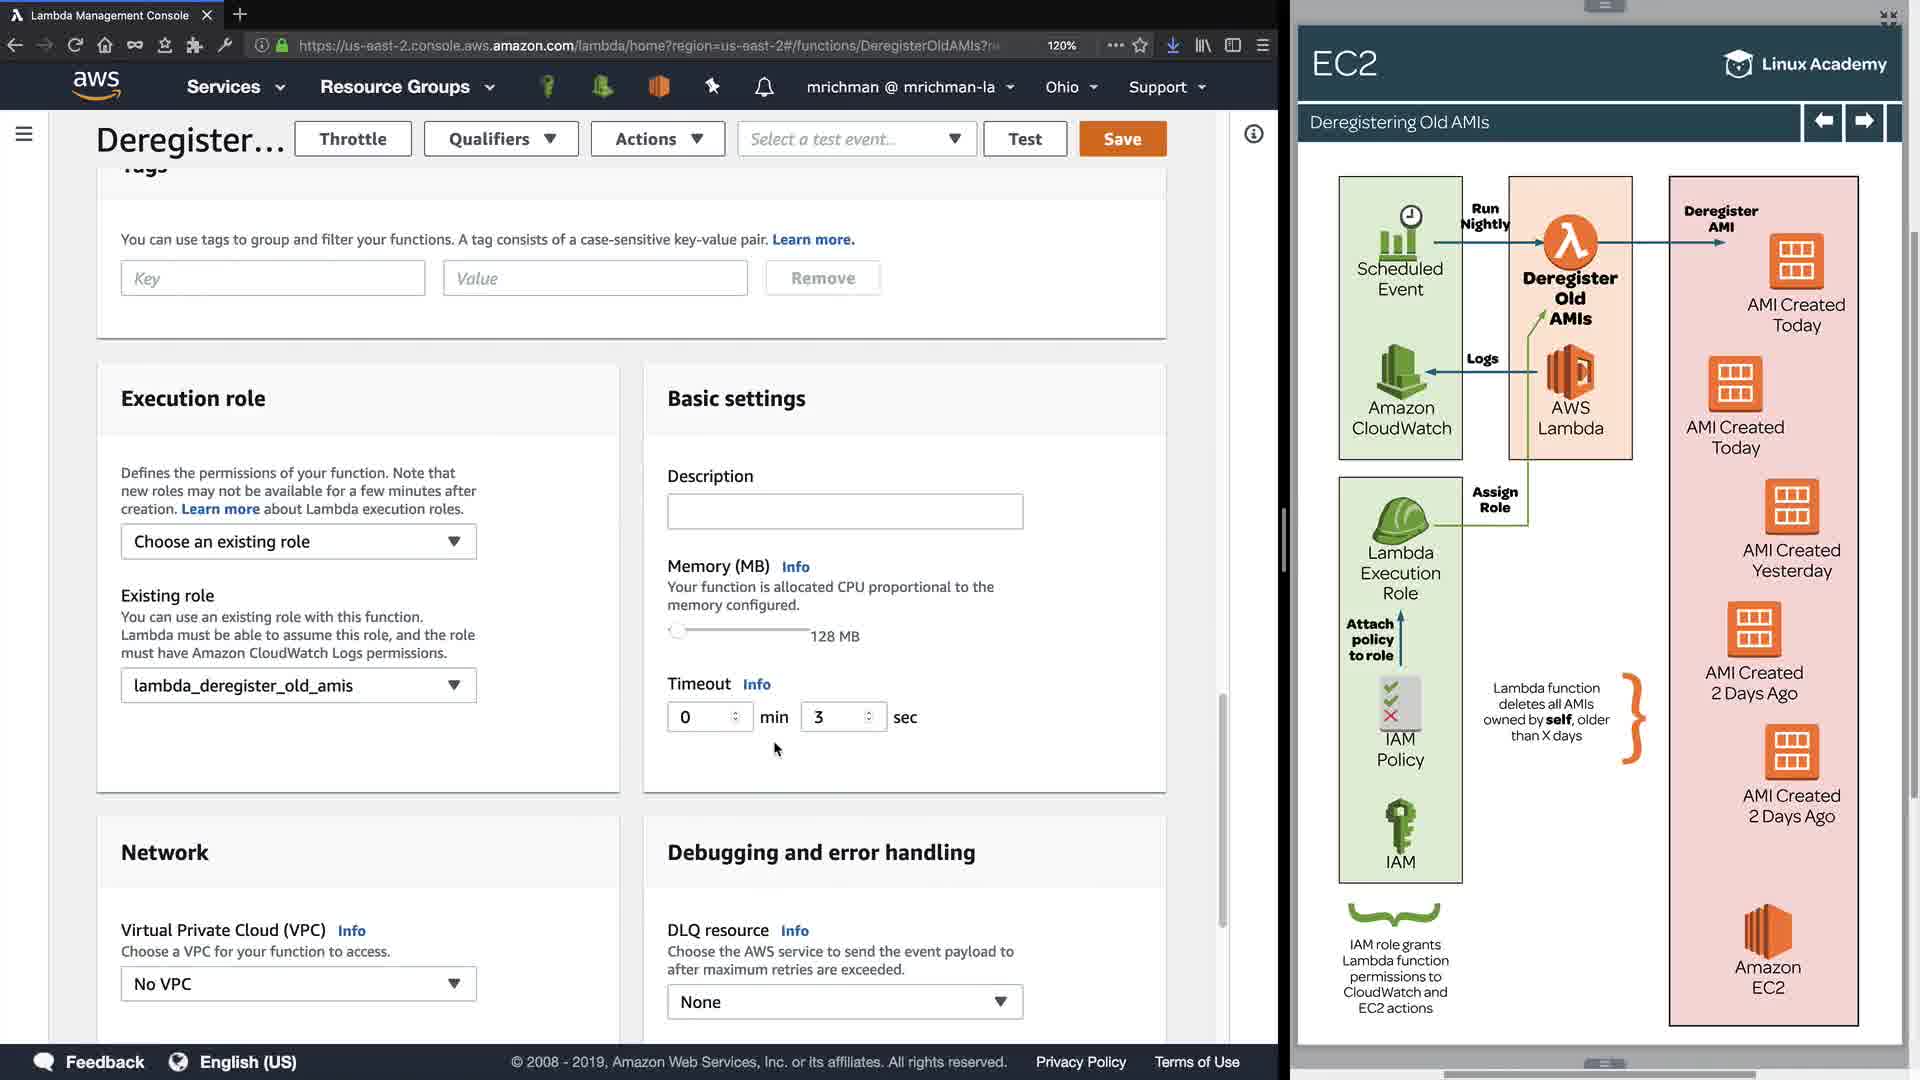 Lambda Management Console
https://us-east-2.console.aws.amazon.com/lambda/home?region=us-east-2#/functions/DeregisterOldAMIs?
120%
aws
Services
Resource Groups
mrichman @ mrichman-la
Ohio
Support
Deregister...
Throttle
Qualifiers
Actions
Select a test event...
Test
Save
Tags
You can use tags to group and filter your functions. A tag consists of a case-sensitive key-value pair. Learn more.
Key
Value
Remove
Execution role
Defines the permissions of your function. Note that
new roles may not be available for a few minutes after
creation. Learn more about Lambda execution roles.
Choose an existing role
Existing role
You can use an existing role with this function.
Lambda must be able to assume this role, and the role
must have Amazon CloudWatch Logs permissions.
lambda_deregister_old_amis
Basic settings
Description
Memory (MB) Info
Your function is allocated CPU proportional to the
memory configured.
128 MB
Timeout Info
0 min 3 sec
Network
Virtual Private Cloud (VPC) Info
Choose a VPC for your function to access.
No VPC
Debugging and error handling
DLQ resource Info
Choose the AWS service to send the event payload to
after maximum retries are exceeded.
None
Feedback
English (US)
© 2008 - 2019, Amazon Web Services, Inc. or its affiliates. All rights reserved.
Privacy Policy
Terms of Use
EC2
Linux Academy
Deregistering Old AMIs
Scheduled
Event
Run
Nightly
Deregister
Old
AMIs
Deregister
AMI
AMI Created
Today
Amazon
CloudWatch
Logs
AWS
Lambda
AMI Created
Today
Assign
Role
Lambda
Execution
Role
AMI Created
Yesterday
Attach
policy
to role
AMI Created
2 Days Ago
IAM
Policy
Lambda function
deletes all AMIs
owned by self, older
than X days
AMI Created
2 Days Ago
IAM
IAM role grants
Lambda function
permissions to
CloudWatch and
EC2 actions
Amazon
EC2